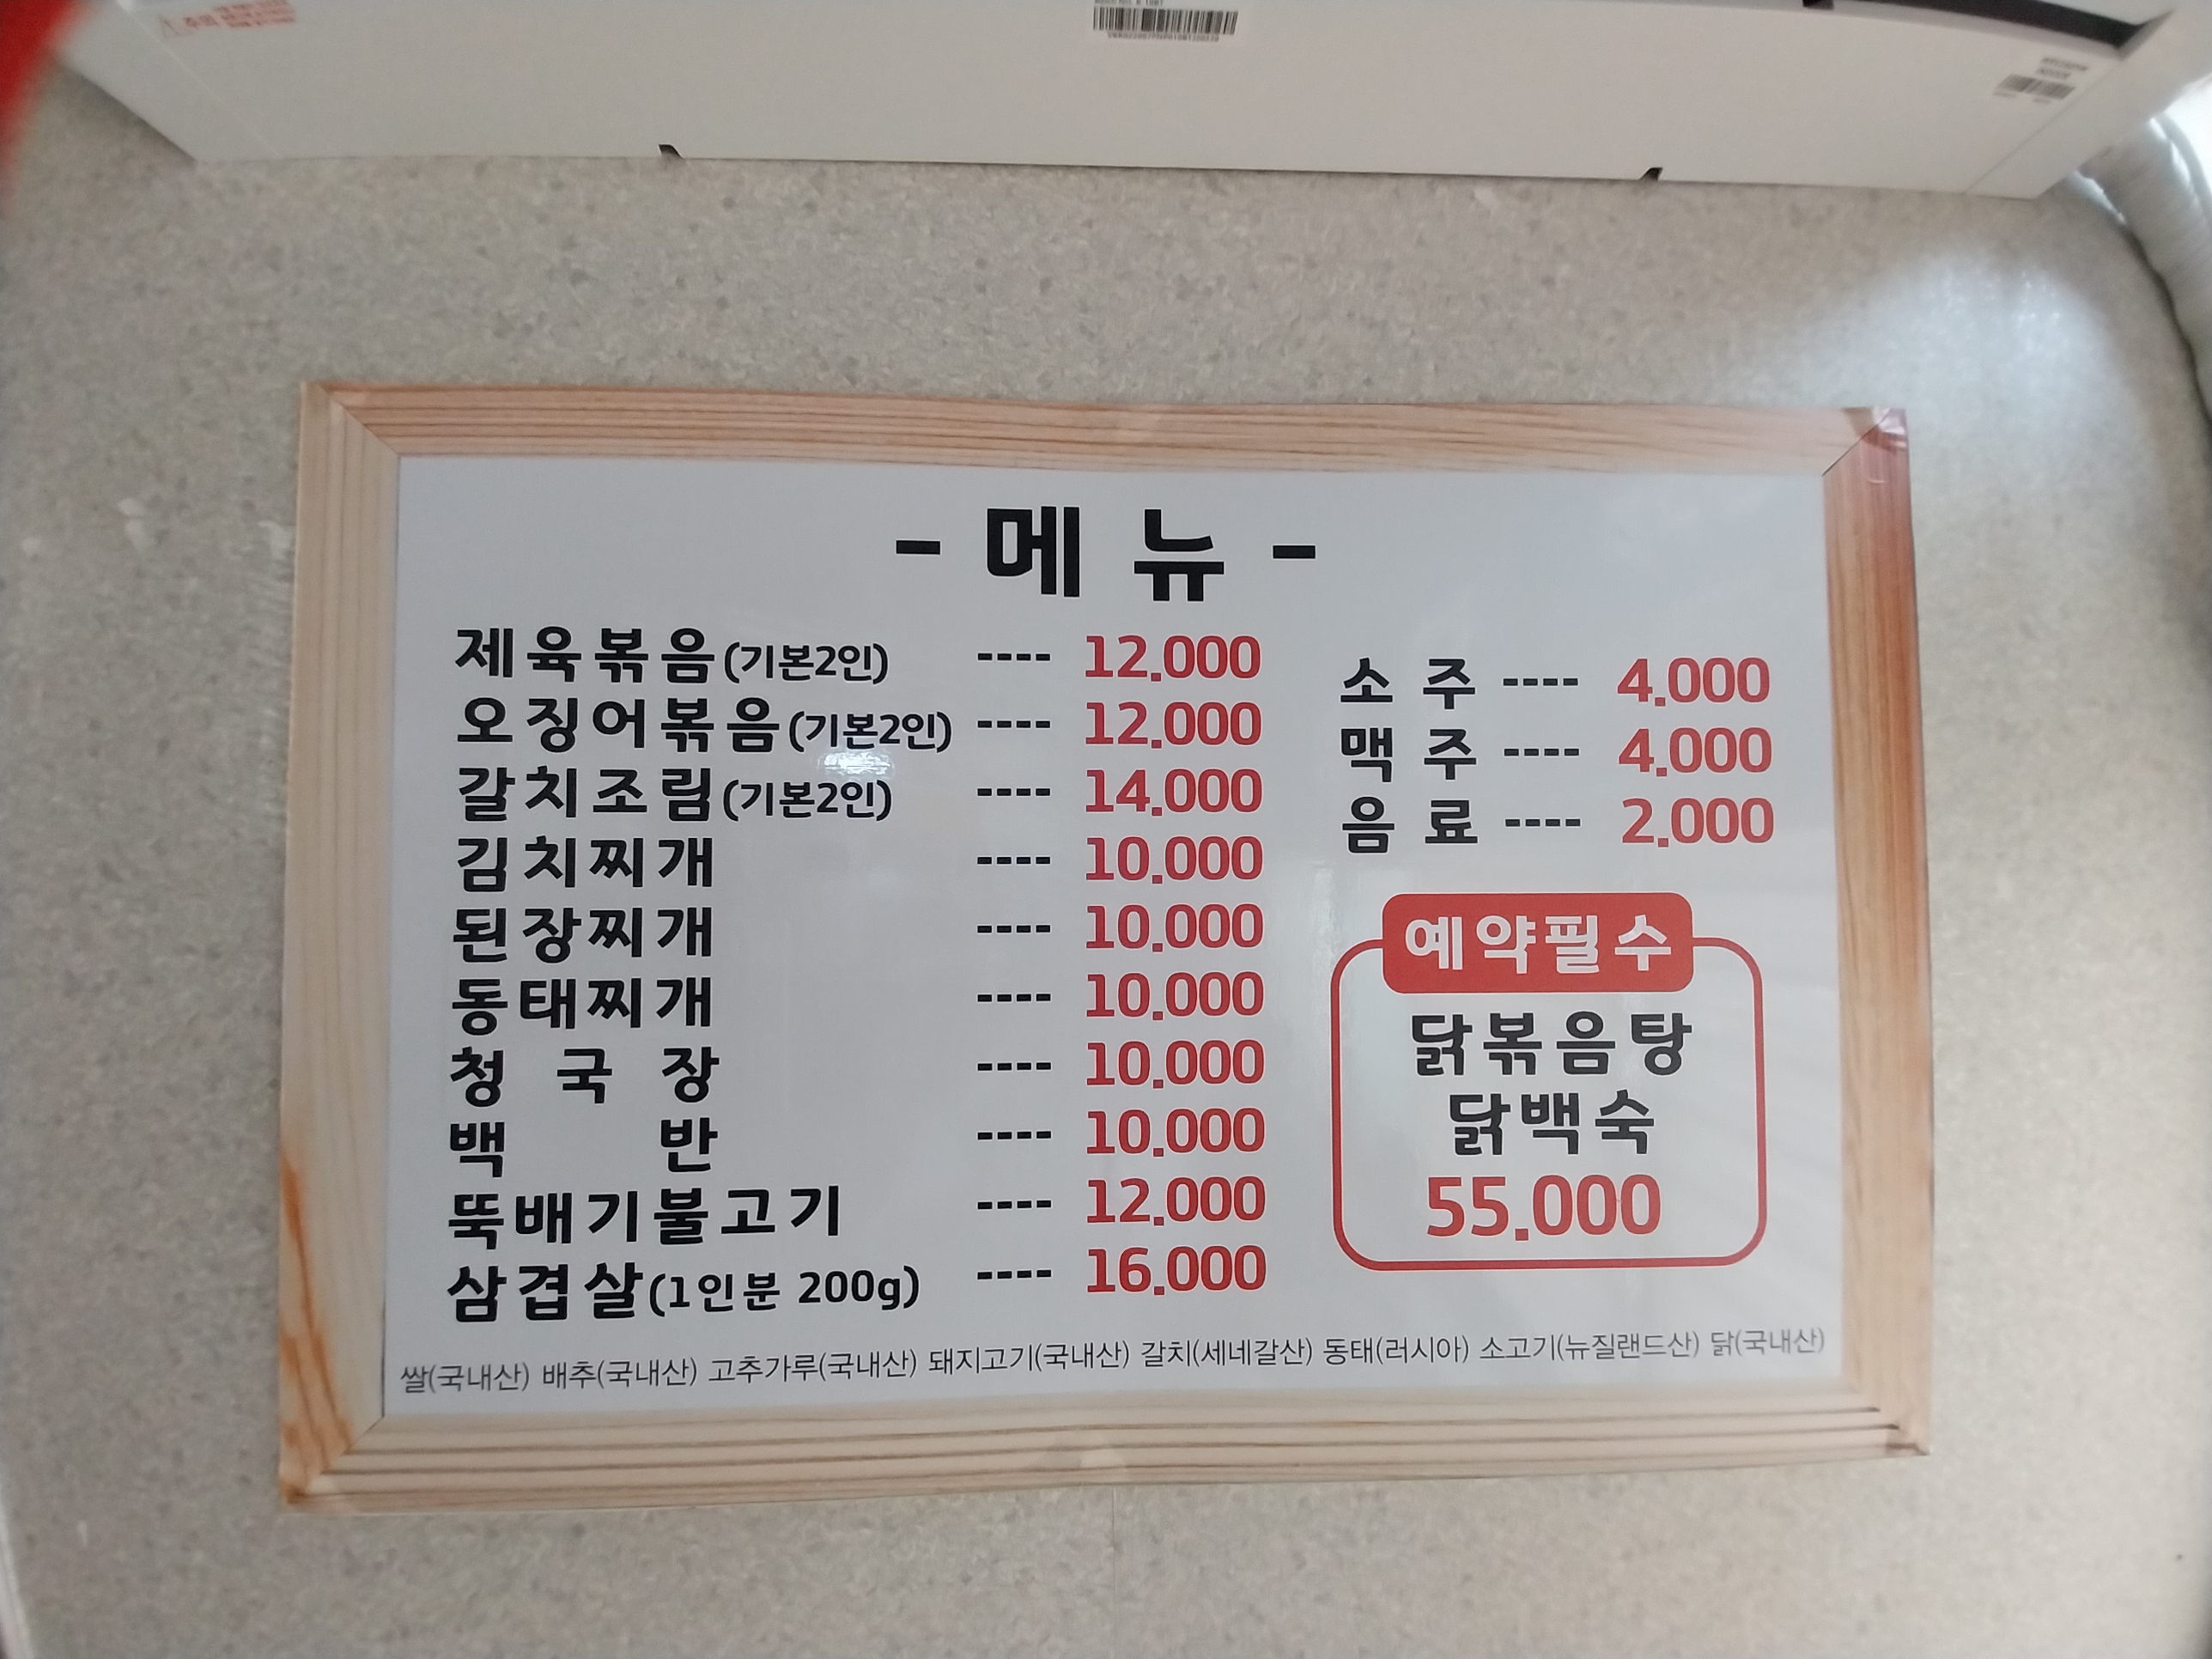 주의
- 메 뉴 -
제육볶음(기본2인) ---- 12.000
오징어볶음(기본2인) ---- 12.000
갈치조림(기본2인) ---- 14.000
김치찌개 ---- 10.000
된장찌개 ---- 10.000
동태찌개 ---- 10.000
청 국 장 ---- 10.000
백 반 ---- 10.000
뚝배기불고기 ---- 12.000
삼겹살(1인분 200g) ---- 16.000
소 주 ---- 4.000
맥 주 ---- 4.000
음 료 ---- 2.000
예약필수
닭볶음탕
닭백숙
55.000
쌀(국내산) 배추(국내산) 고추가루(국내산) 돼지고기(국내산) 갈치(세네갈산) 동태(러시아) 소고기(뉴질랜드산) 닭(국내산)